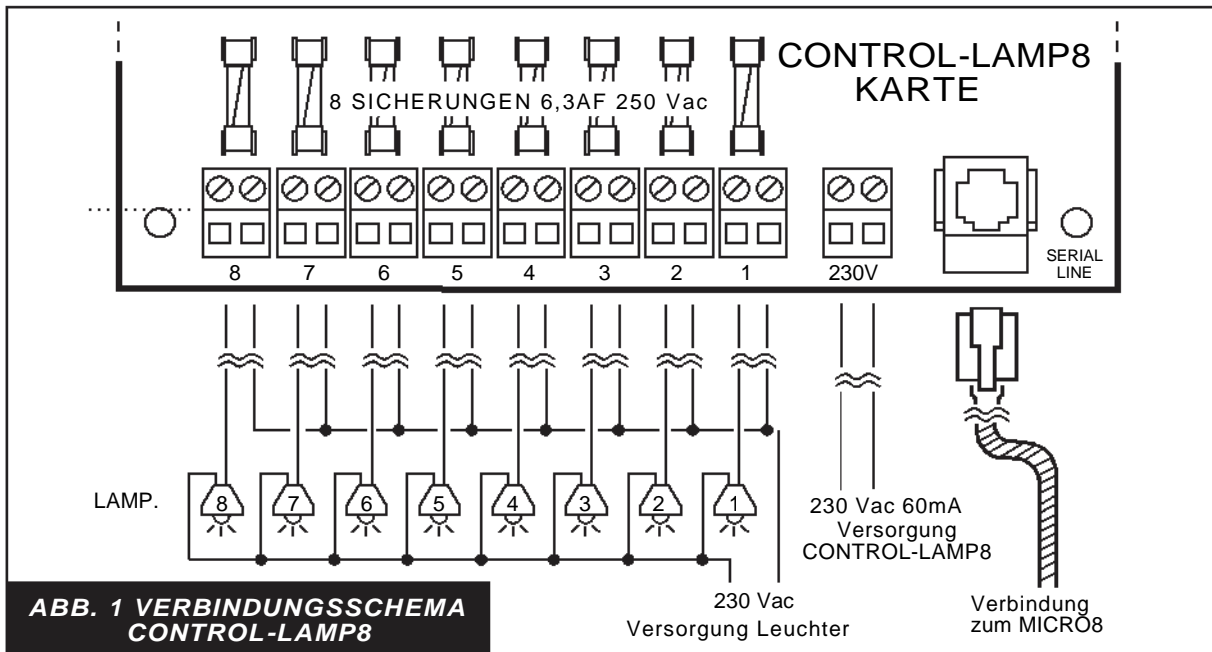 CONTROL-LAMP8
KARTE
8 SICHERUNGEN 6,3AF 250 Vac
8 7 6 5 4 3 2 1 230V
SERIAL
LINE
LAMP.
8 7 6 5 4 3 2 1
230 Vac 60mA
Versorgung
CONTROL-LAMP8
230 Vac
Versorgung Leuchter
Verbindung
zum MICRO8
ABB. 1 VERBINDUNGSSCHEMA
CONTROL-LAMP8